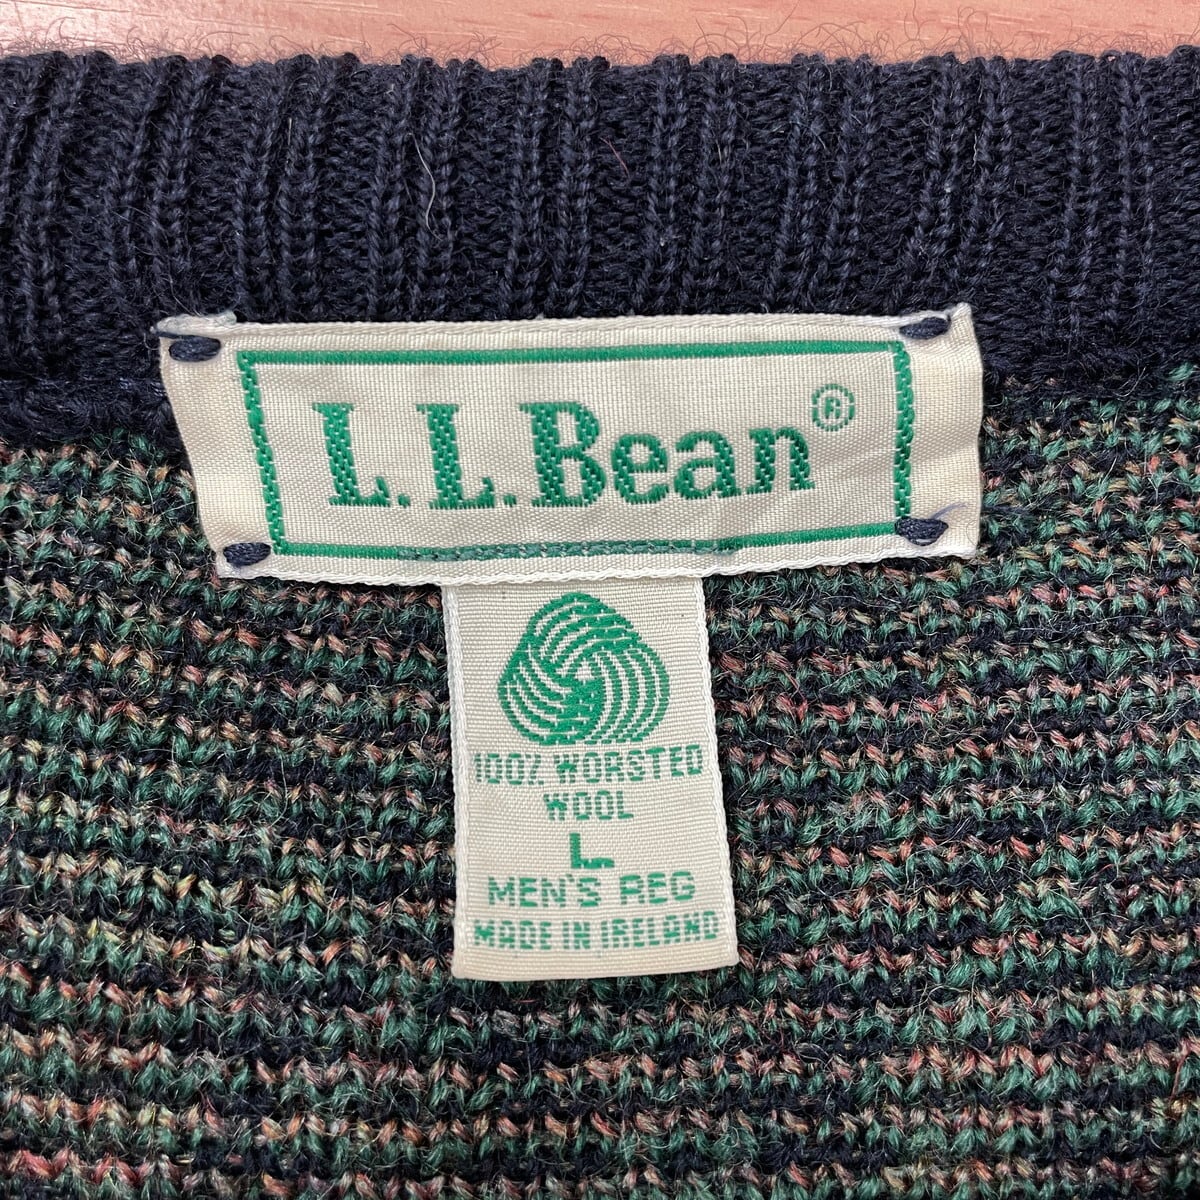 L.L.Bean®
100% WORSTED
WOOL
L
MEN'S REG
MADE IN IRELAND